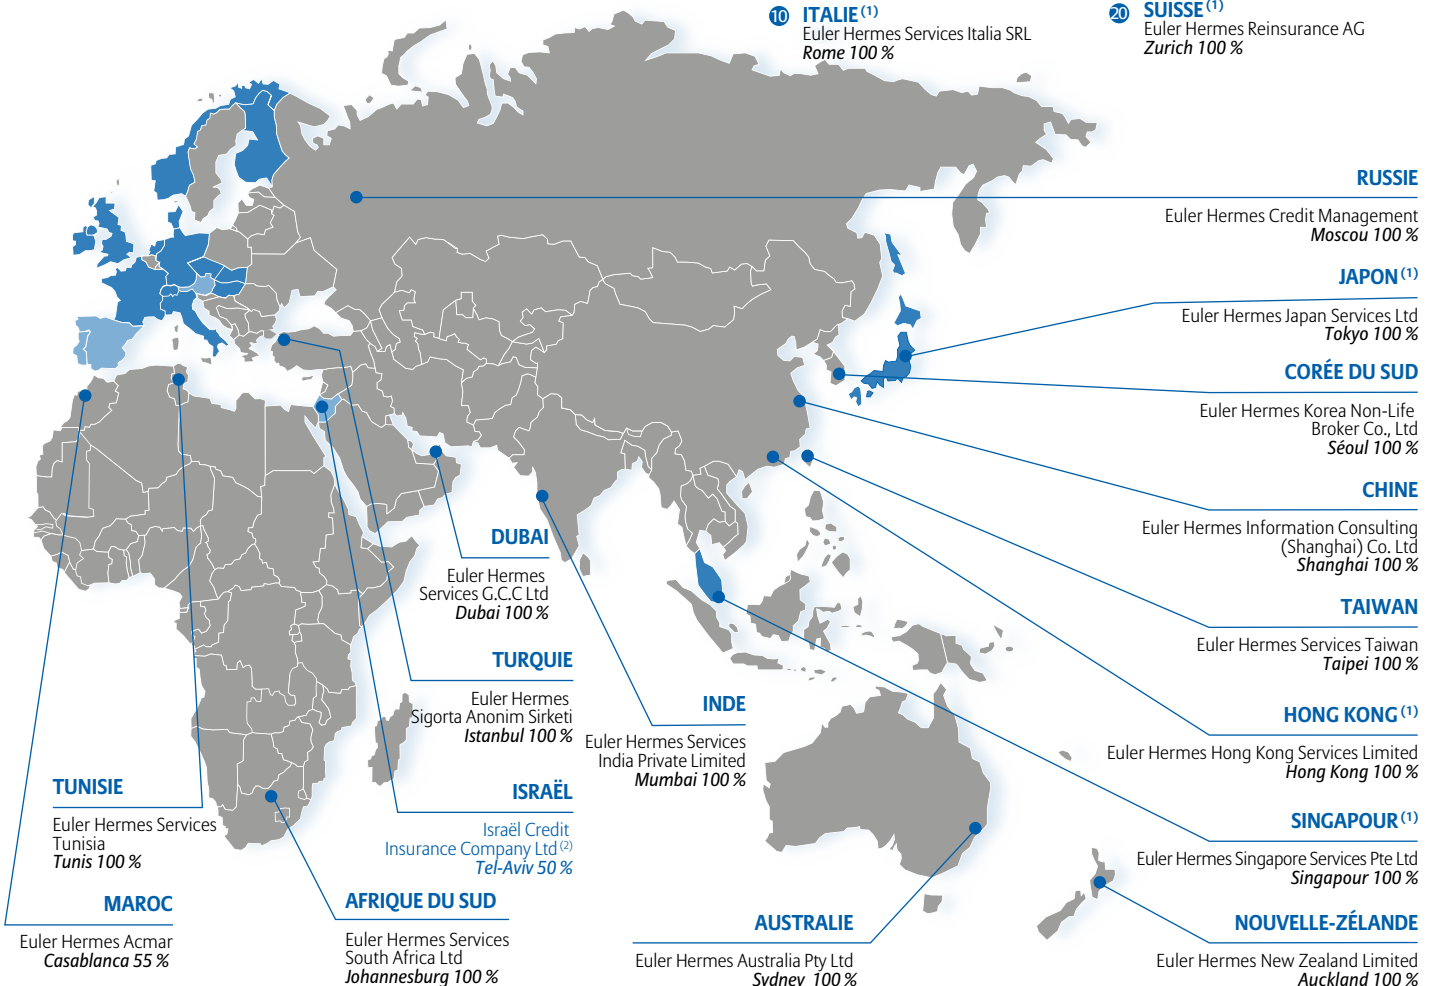 10 ITALIE (1)
Euler Hermes Services Italia SRL
Rome 100 %
20 SUISSE (1)
Euler Hermes Reinsurance AG
Zurich 100 %
RUSSIE
Euler Hermes Credit Management
Moscou 100 %
JAPON (1)
Euler Hermes Japan Services Ltd
Tokyo 100 %
CORÉE DU SUD
Euler Hermes Korea Non-Life
Broker Co., Ltd
Séoul 100 %
CHINE
Euler Hermes Information Consulting
(Shanghai) Co. Ltd
Shanghai 100 %
TAIWAN
Euler Hermes Services Taiwan
Taipei 100 %
HONG KONG (1)
Euler Hermes Hong Kong Services Limited
Hong Kong 100 %
SINGAPOUR (1)
Euler Hermes Singapore Services Pte Ltd
Singapour 100 %
NOUVELLE-ZÉLANDE
Euler Hermes New Zealand Limited
Auckland 100 %
DUBAI
Euler Hermes
Services G.C.C Ltd
Dubai 100 %
TURQUIE
Euler Hermes
Sigorta Anonim Sirketi
Istanbul 100 %
INDE
Euler Hermes Services
India Private Limited
Mumbai 100 %
ISRAËL
Israël Credit
Insurance Company Ltd (2)
Tel-Aviv 50 %
TUNISIE
Euler Hermes Services
Tunisia
Tunis 100 %
MAROC
Euler Hermes Acmar
Casablanca 55 %
AFRIQUE DU SUD
Euler Hermes Services
South Africa Ltd
Johannesburg 100 %
AUSTRALIE
Euler Hermes Australia Pty Ltd
Sydney 100 %